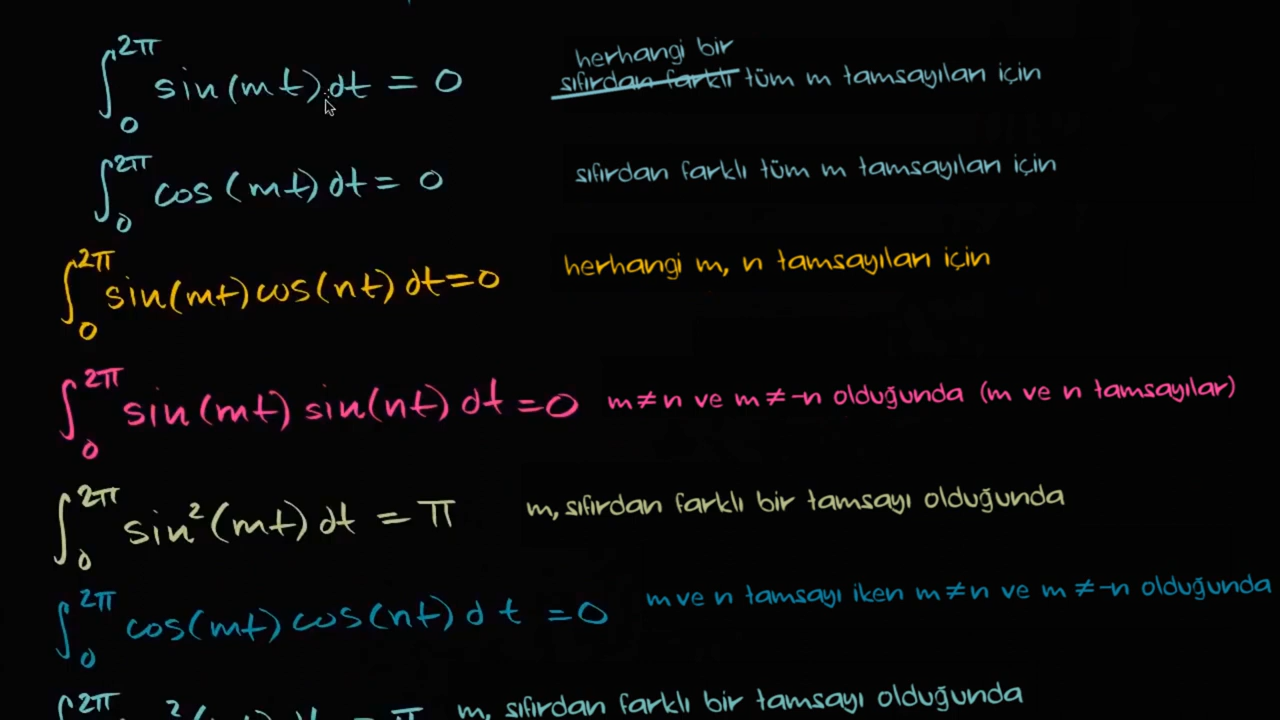 ∫₀^2π sin(mt) dt = 0 herhangi bir
sıfırdan farklı tüm m tamsayıları için
∫₀^2π cos(mt) dt = 0 sıfırdan farklı tüm m tamsayıları için
∫₀^2π sin(mt) cos(nt) dt = 0 herhangi m, n tamsayıları için
∫₀^2π sin(mt) sin(nt) dt = 0 m ≠ n ve m ≠ -n olduğunda (m ve n tamsayılar)
∫₀^2π sin²(mt) dt = π m, sıfırdan farklı bir tamsayı olduğunda
∫₀^2π cos(mt) cos(nt) dt = 0 m ve n tamsayı iken m ≠ n ve m ≠ -n olduğunda
∫ 2π 2 = π m, sıfırdan farklı bir tamsayı olduğunda